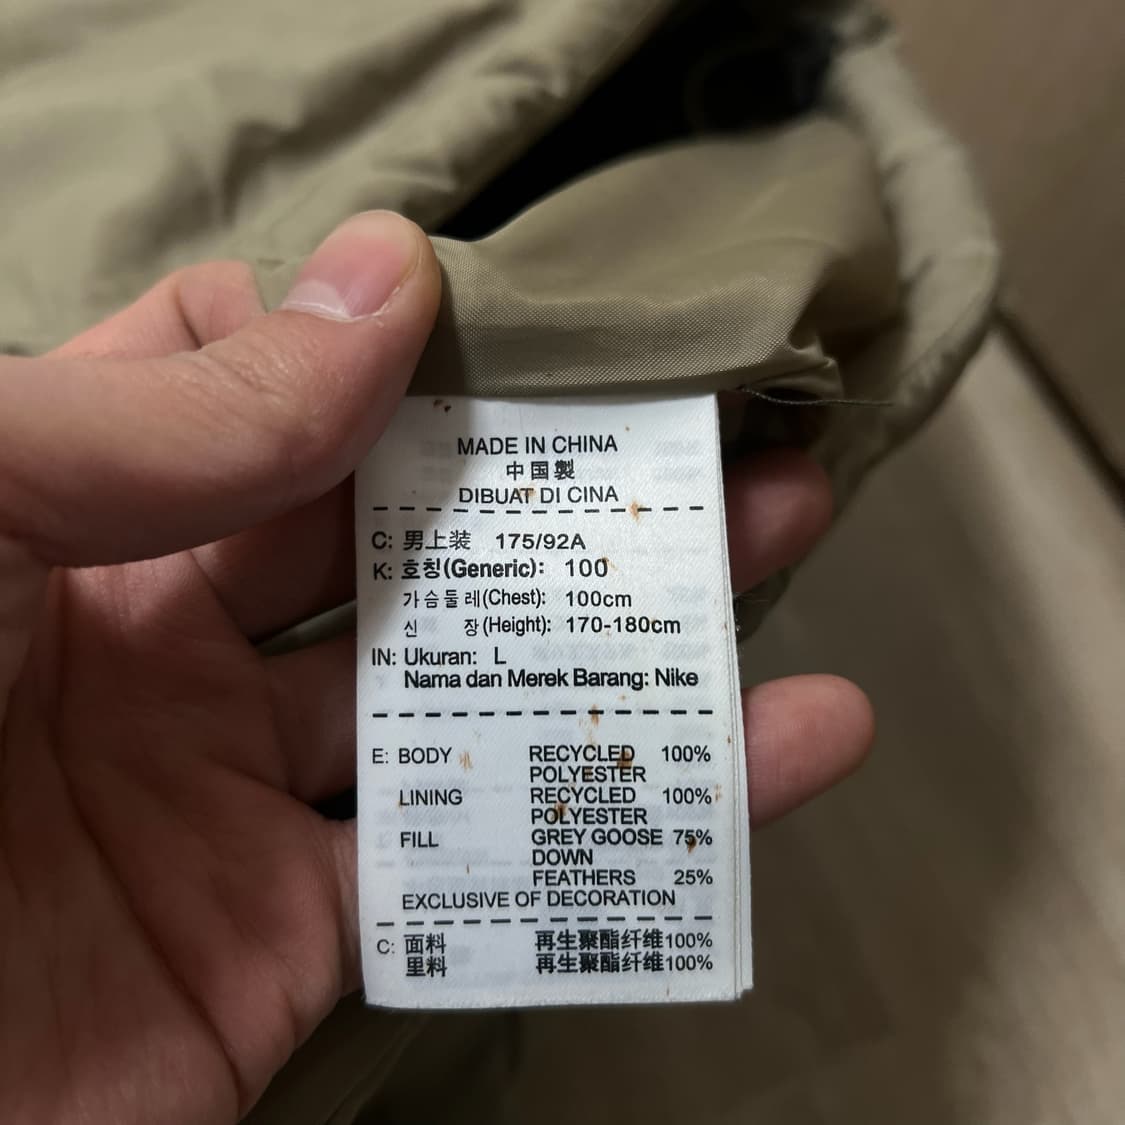 MADE IN CHINA
中国製
DIBUAT DI CINA
C: 男上装 175/92A
K: 호칭(Generic): 100
가슴둘레(Chest): 100cm
신 장(Height): 170-180cm
IN: Ukuran: L
Nama dan Merek Barang: Nike
E: BODY RECYCLED 100%
POLYESTER
LINING RECYCLED 100%
POLYESTER
FILL GREY GOOSE 75%
DOWN
FEATHERS 25%
EXCLUSIVE OF DECORATION
C: 面料 再生聚酯纤维100%
里料 再生聚酯纤维100%